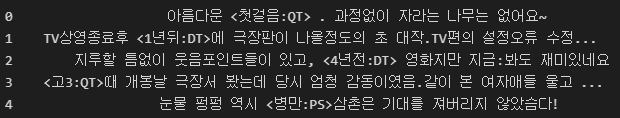 0 아름다운 <첫걸음:QT> . 과정없이 자라는 나무는 없어요~
1 TV상영종료후 <1년뒤:DT>에 극장판이 나올정도의 초 대작.TV편의 설정오류 수정...
2 지루할 틈없이 웃음포인트들이 있고, <4년전:DT> 영화지만 지금:봐도 재미있네요
3 <고3:QT>때 개봉날 극장서 봤는데 당시 엄청 감동이였음.같이 본 여자애들 울고 ...
4 눈물 펑펑 역시 <병만:PS>삼촌은 기대를 져버리지 않았슴다!